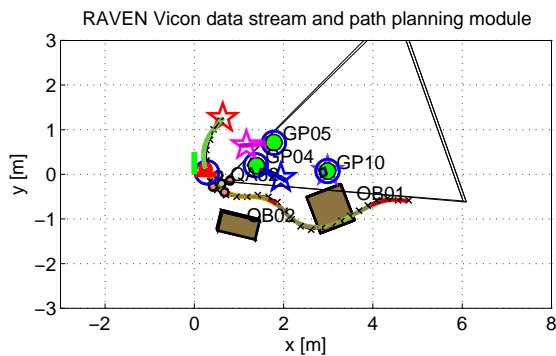 RAVEN Vicon data stream and path planning module
3
2
1
0
−1
−2
−3
y [m]
GP05
GP04
GP10
OB01
OB02
−2
0
2
4
6
8
x [m]